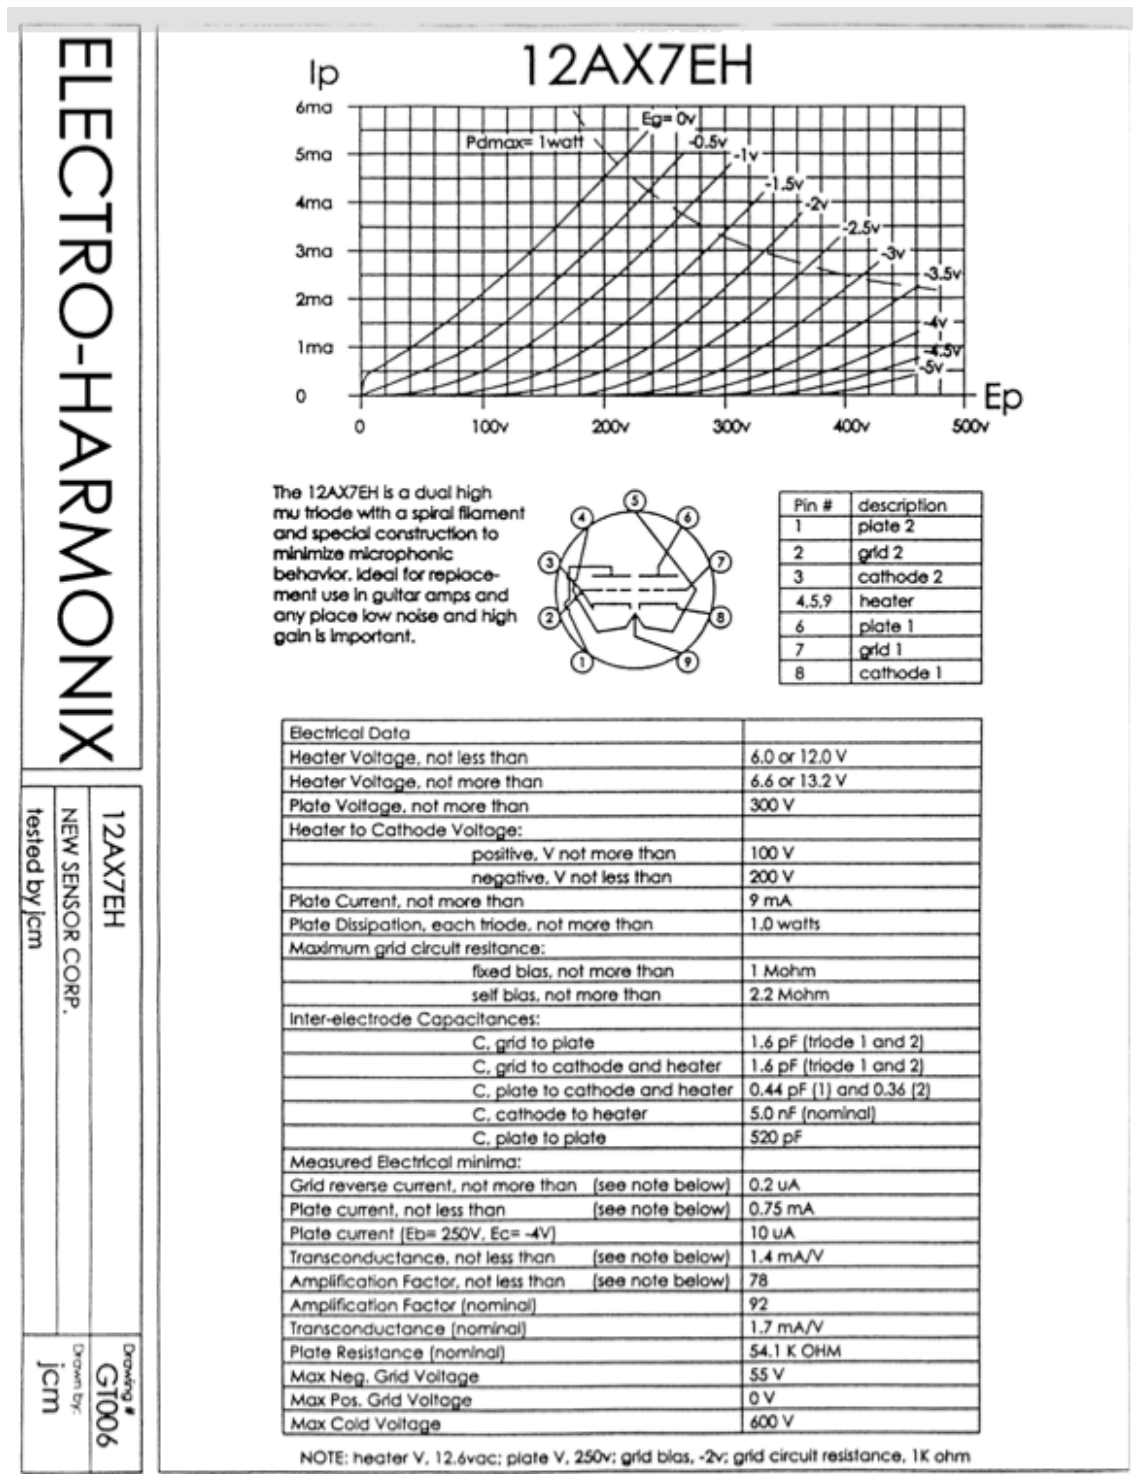 ELECTRO-HARMONIX
12AX7EH
NEW SENSOR CORP.
tested by jcm
Drawing #
GT006
Drawn by:
jcm
12AX7EH
Ip
6ma
5ma
4ma
3ma
2ma
1ma
0
Pdmax= 1watt
Eg= 0v
-0.5v
-1v
-1.5v
-2v
-2.5v
-3v
-3.5v
-4v
-4.5v
-5v
Ep
0 100v 200v 300v 400v 500v
The 12AX7EH is a dual high
mu triode with a spiral filament
and special construction to
minimize microphonic
behavior. Ideal for replace-
ment use in guitar amps and
any place low noise and high
gain is important.
5
4 6
3 7
2 8
1 9
Pin # description
1 plate 2
2 grid 2
3 cathode 2
4,5,9 heater
6 plate 1
7 grid 1
8 cathode 1
Electrical Data
Heater Voltage, not less than 6.0 or 12.0 V
Heater Voltage, not more than 6.6 or 13.2 V
Plate Voltage, not more than 300 V
Heater to Cathode Voltage:
positive, V not more than 100 V
negative, V not less than 200 V
Plate Current, not more than 9 mA
Plate Dissipation, each triode, not more than 1.0 watts
Maximum grid circuit resitance:
fixed bias, not more than 1 Mohm
self bias, not more than 2.2 Mohm
Inter-electrode Capacitances:
C, grid to plate 1.6 pF (triode 1 and 2)
C, grid to cathode and heater 1.6 pF (triode 1 and 2)
C, plate to cathode and heater 0.44 pF (1) and 0.36 (2)
C, cathode to heater 5.0 nF (nominal)
C, plate to plate 520 pF
Measured Electrical minima:
Grid reverse current, not more than (see note below) 0.2 uA
Plate current, not less than (see note below) 0.75 mA
Plate current (Eb= 250V, Ec= -4V) 10 uA
Transconductance, not less than (see note below) 1.4 mA/V
Amplification Factor, not less than (see note below) 78
Amplification Factor (nominal) 92
Transconductance (nominal) 1.7 mA/V
Plate Resistance (nominal) 54.1 K OHM
Max Neg. Grid Voltage 55 V
Max Pos. Grid Voltage 0 V
Max Cold Voltage 600 V
NOTE: heater V, 12.6vac; plate V, 250v; grid bias, -2v; grid circuit resistance, 1K ohm